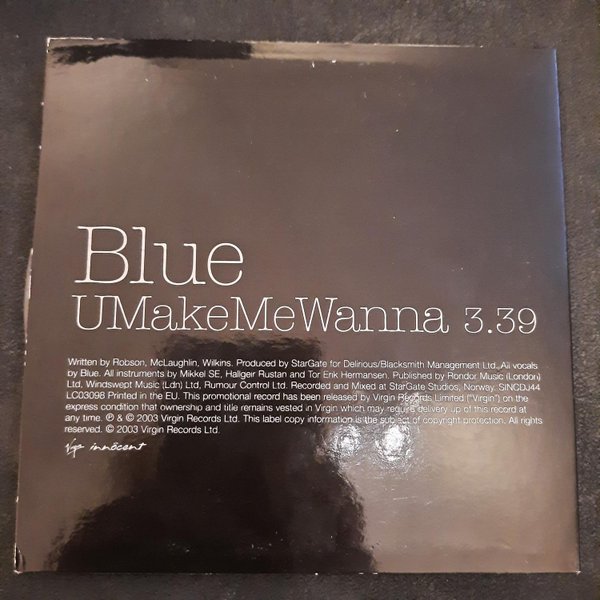 Blue
UMakeMeWanna 3.39
Written by Robson, McLaughlin, Wilkins. Produced by StarGate for Delirious/Blacksmith Management Ltd. All vocals
by Blue. All instruments by Mikkel SE, Hallgeir Rustan and Tor Erik Hermansen. Published by Rondor Music (London)
Ltd, Windswept Music (Ldn) Ltd, Rumour Control Ltd. Recorded and Mixed at StarGate Studios, Norway. SINCDJ44
LC03098 Printed in the EU. This promotional record has been released by Virgin Records Limited ("Virgin") on the
express condition that ownership and title remains vested in Virgin which may require delivery up of this record at
any time. ℗ & © 2003 Virgin Records Ltd. This label copy information is the subject of copyright protection. All rights
reserved. © 2003 Virgin Records Ltd.
Virgin innocent